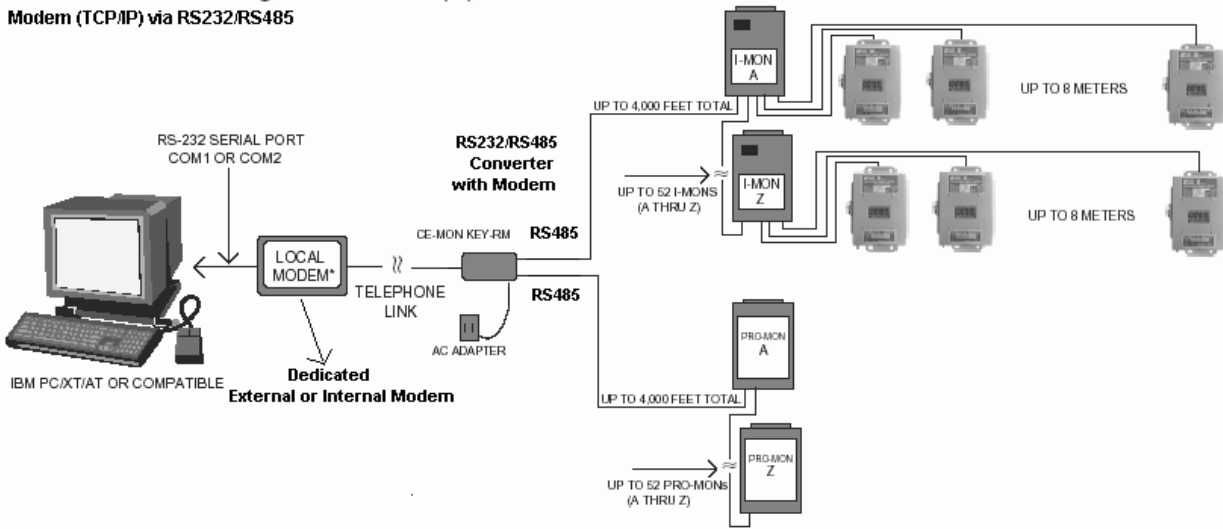 Modem (TCP/IP) via RS232/RS485
I-MON
A
UP TO 8 METERS
UP TO 4,000 FEET TOTAL
RS-232 SERIAL PORT
COM1 OR COM2
RS232/RS485
Converter
with Modem
I-MON
Z
UP TO 52 I-MONS
(A THRU Z)
UP TO 8 METERS
CE-MON KEY-RM
RS485
LOCAL
MODEM*
TELEPHONE
LINK
RS485
AC ADAPTER
IBM PC/XT/AT OR COMPATIBLE
Dedicated
External or Internal Modem
PRO-MON
A
UP TO 4,000 FEET TOTAL
PRO-MON
Z
UP TO 52 PRO-MONs
(A THRU Z)